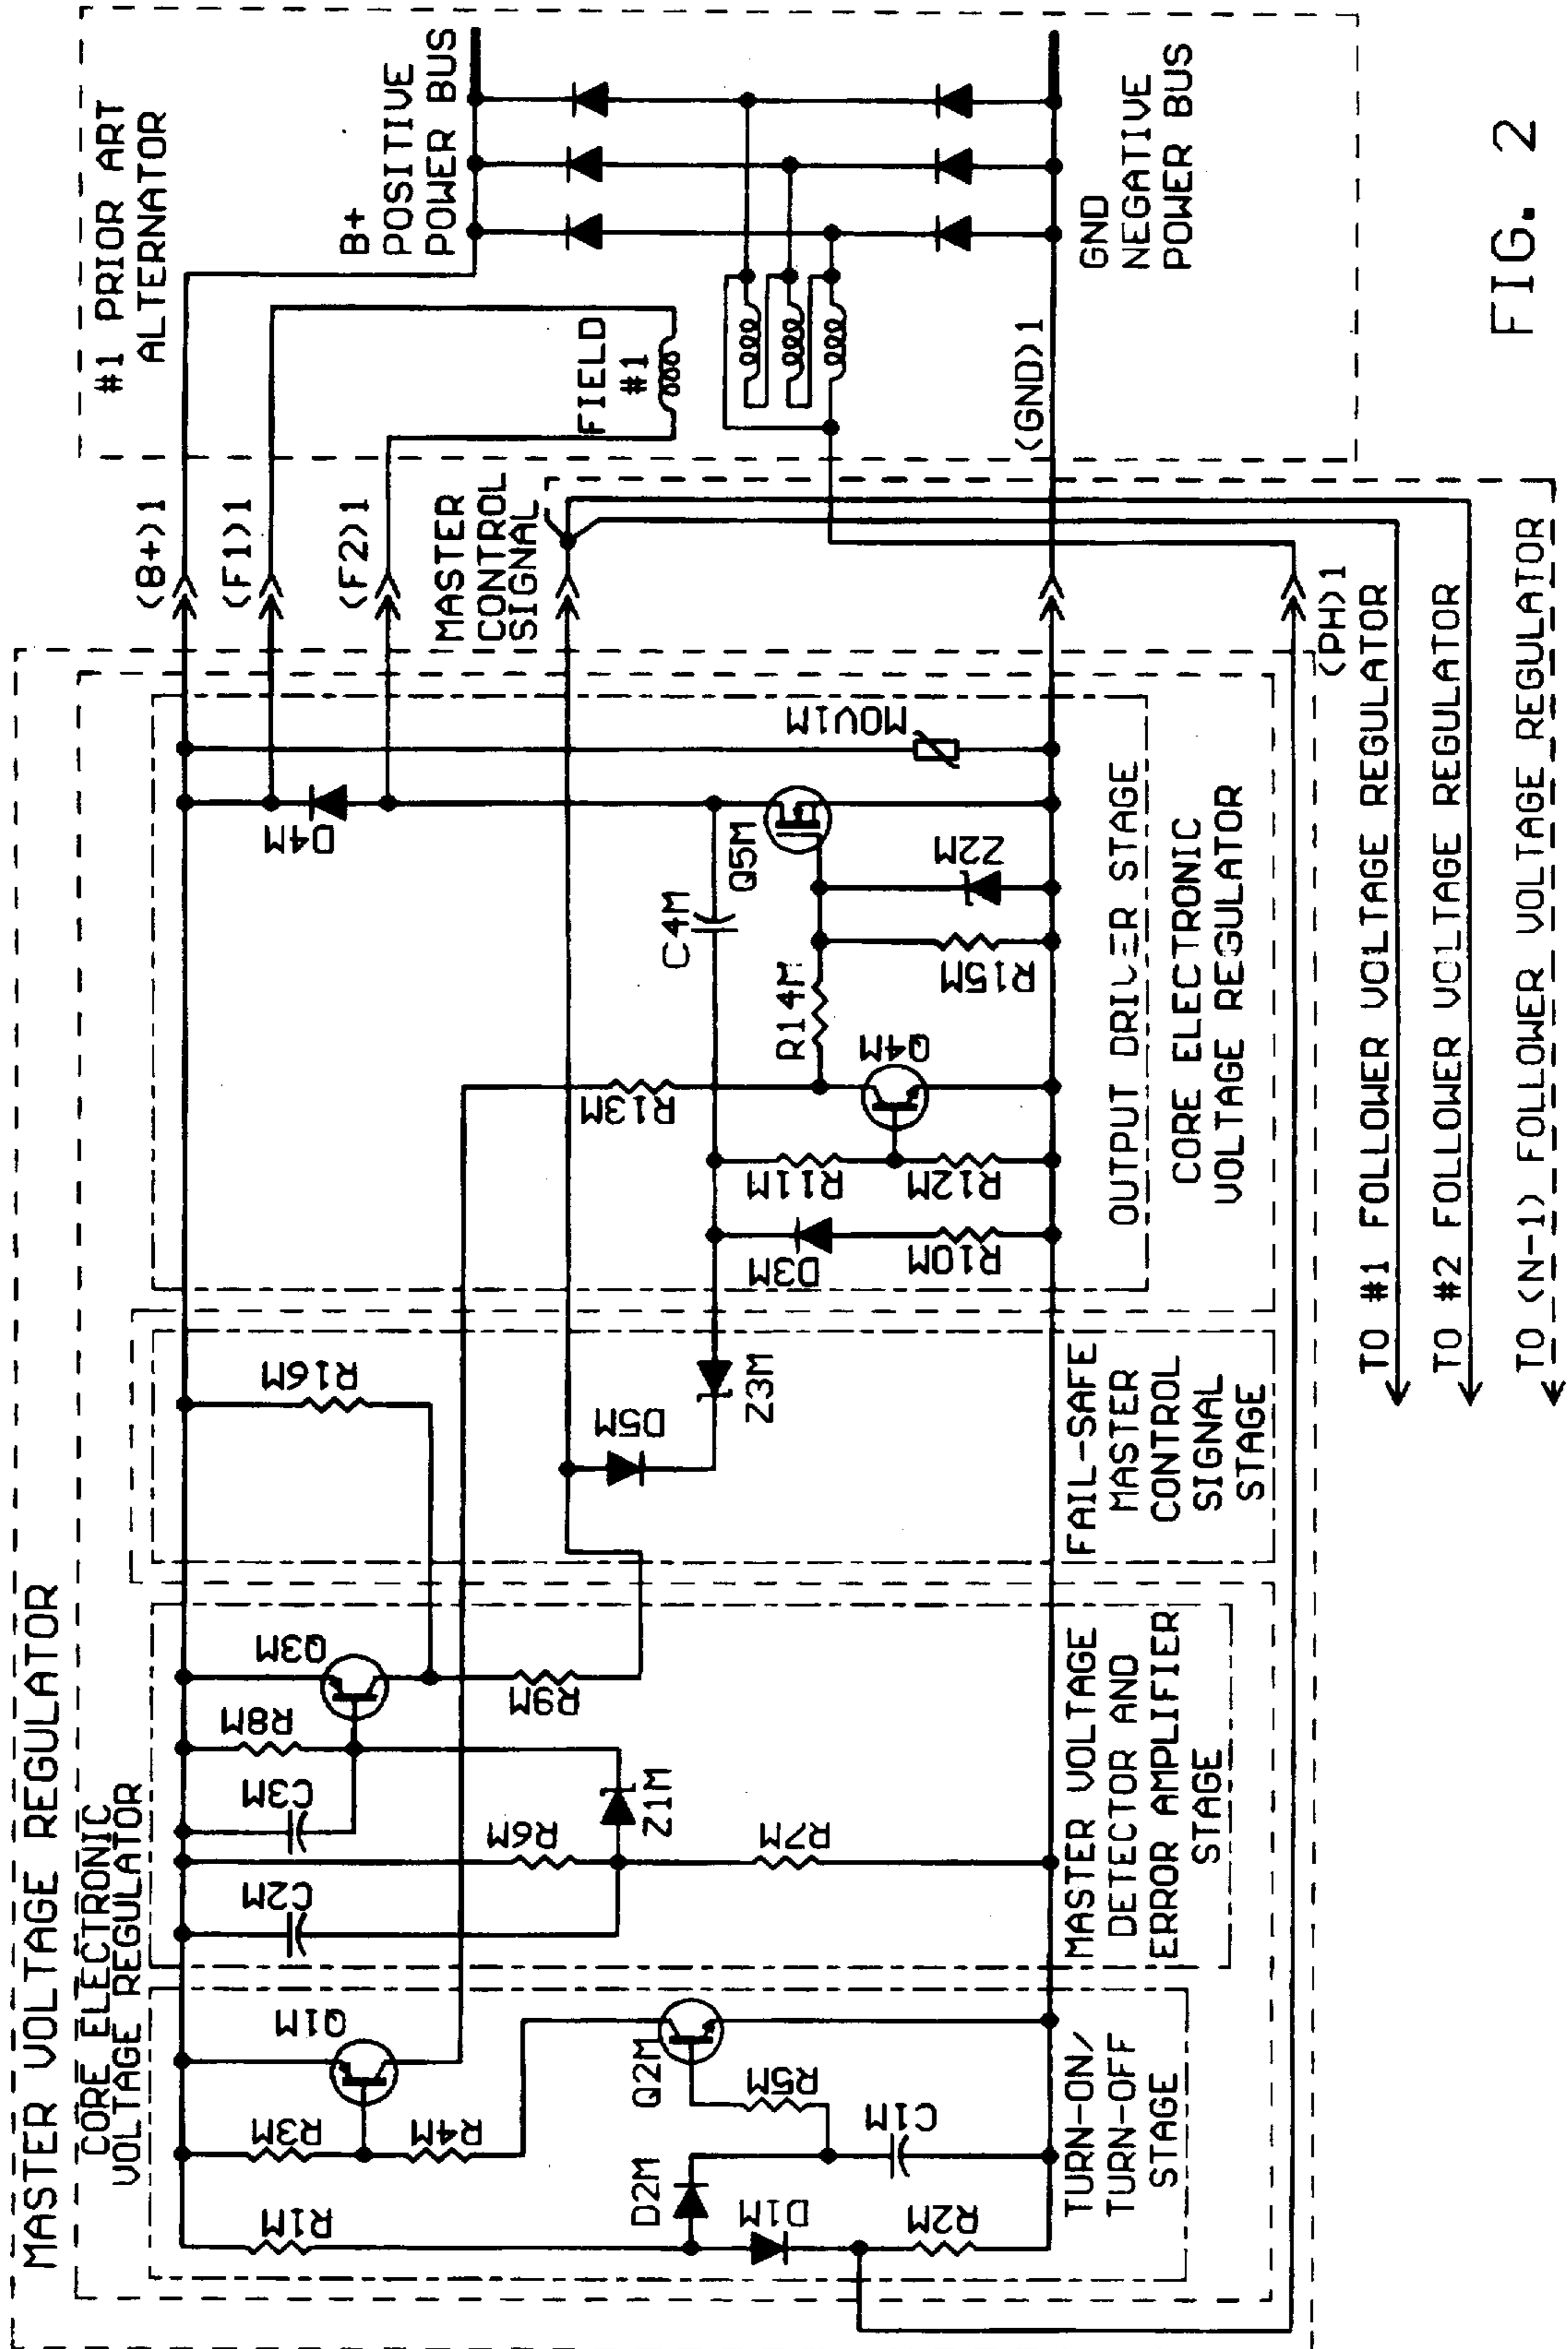 MASTER VOLTAGE REGULATOR
CORE ELECTRONIC
VOLTAGE REGULATOR
R1M
R3M
R4M
Q1M
D2M
D1M
R2M
Q2M
R5M
C1M
TURN-ON/
TURN-OFF
STAGE
C2M
C3M
R8M
Q3M
R6M
Z1M
R7M
R9M
MASTER VOLTAGE
DETECTOR AND
ERROR AMPLIFIER
STAGE
R16M
D5M
Z3M
FAIL-SAFE
MASTER
CONTROL
SIGNAL
STAGE
D3M
R10M
R11M
R12M
R13M
Q4M
R14M
C4M
R15M
Q5M
Z2M
D4M
MOV1M
OUTPUT DRIVER STAGE
CORE ELECTRONIC
VOLTAGE REGULATOR
(B+)1
(F1)1
(F2)1
MASTER
CONTROL
SIGNAL
(GND)1
(PH)1
#1 PRIOR ART
ALTERNATOR
FIELD
#1
B+
POSITIVE
POWER BUS
GND
NEGATIVE
POWER BUS
TO #1 FOLLOWER VOLTAGE REGULATOR
TO #2 FOLLOWER VOLTAGE REGULATOR
TO (N-1) FOLLOWER VOLTAGE REGULATOR
FIG. 2